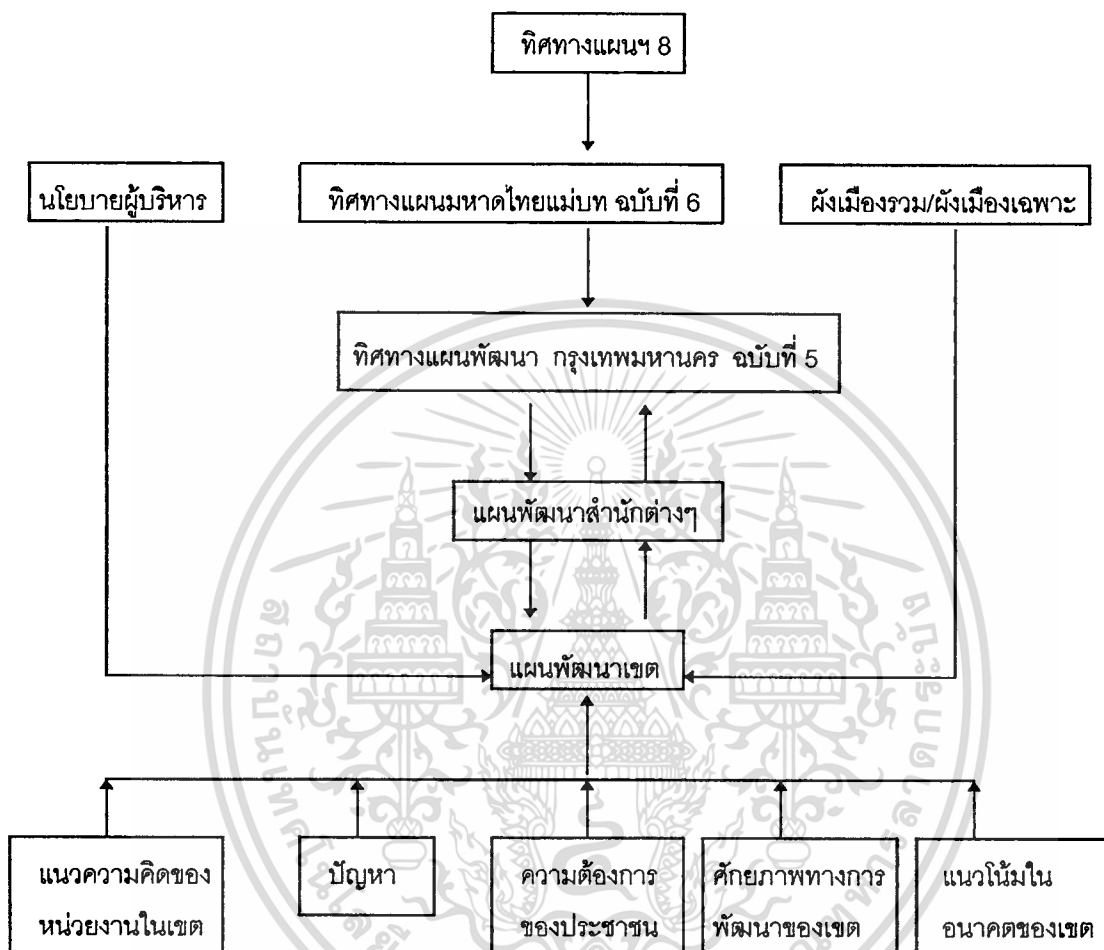 ทิศทางแผนฯ 8
นโยบายผู้บริหาร
ทิศทางแผนมหาดไทยแม่บท ฉบับที่ 6
ผังเมืองรวม/ผังเมืองเฉพาะ
ทิศทางแผนพัฒนา กรุงเทพมหานคร ฉบับที่ 5
แผนพัฒนาสำนักต่างๆ
แผนพัฒนาเขต
แนวความคิดของ
หน่วยงานในเขต
ปัญหา
ความต้องการ
ของประชาชน
ศักยภาพทางการ
พัฒนาของเขต
แนวโน้มใน
อนาคตของเขต